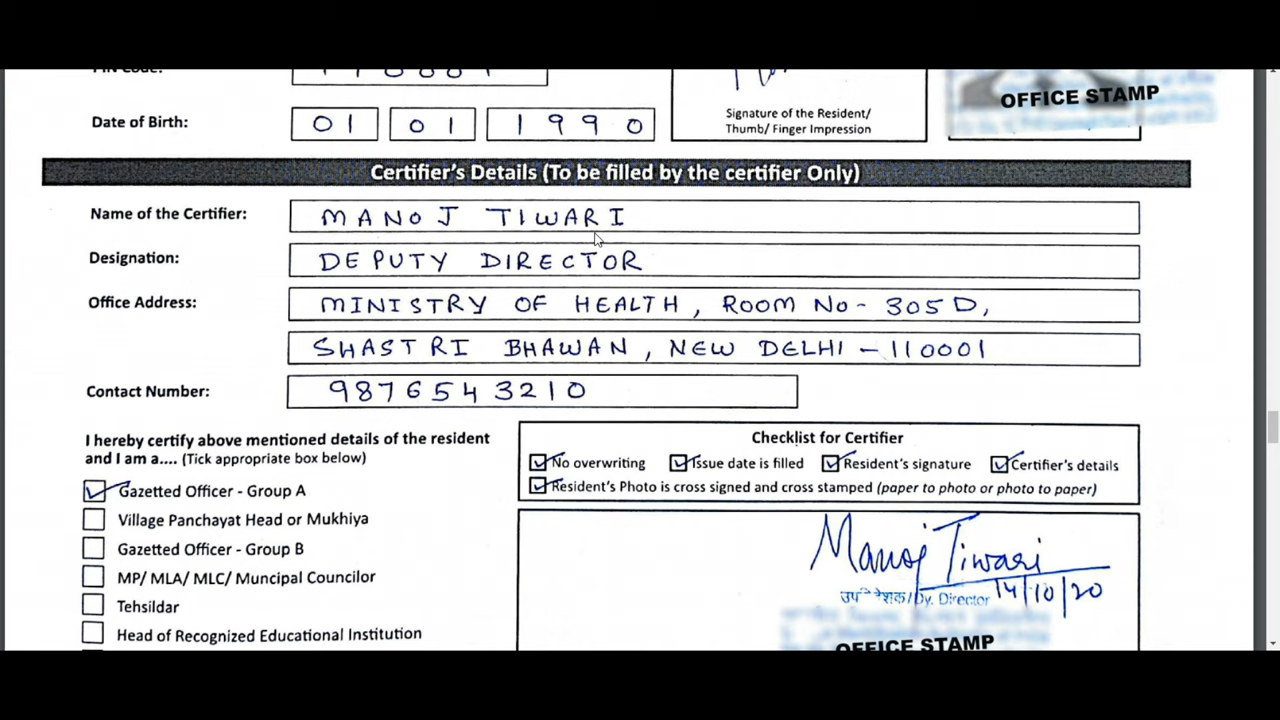 PIN Code:
OFFICE STAMP
Date of Birth: 01 01 1990
Signature of the Resident/
Thumb/ Finger Impression
Certifier's Details (To be filled by the certifier Only)
Name of the Certifier: MANOJ TIWARI
Designation: DEPUTY DIRECTOR
Office Address: MINISTRY OF HEALTH, ROOM No- 305D,
SHASTRI BHAWAN, NEW DELHI - 110001
Contact Number: 9876543210
I hereby certify above mentioned details of the resident
and I am a.... (Tick appropriate box below)
Gazetted Officer - Group A
Village Panchayat Head or Mukhiya
Gazetted Officer - Group B
MP/ MLA/ MLC/ Muncipal Councilor
Tehsildar
Head of Recognized Educational Institution
Checklist for Certifier
No overwriting Issue date is filled Resident's signature Certifier's details
Resident's Photo is cross signed and cross stamped (paper to photo or photo to paper)
Manoj Tiwari
14/10/20
/Dy. Director
OFFICE STAMP